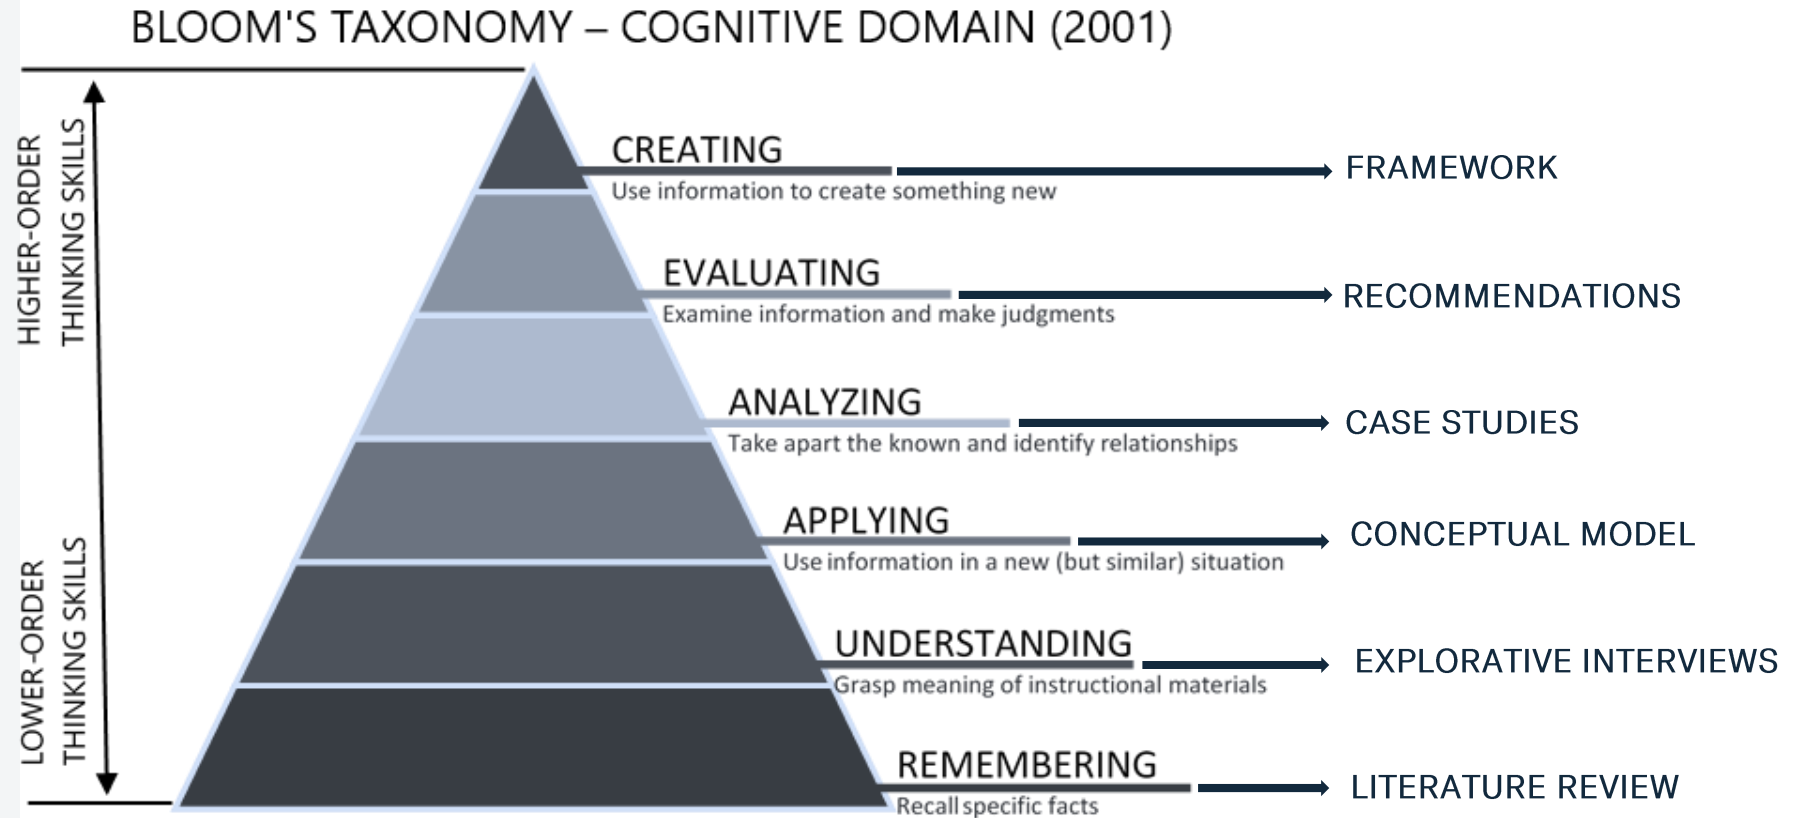 BLOOM'S TAXONOMY – COGNITIVE DOMAIN (2001)
HIGHER-ORDER
THINKING SKILLS
LOWER-ORDER
THINKING SKILLS
CREATING
Use information to create something new
FRAMEWORK
EVALUATING
Examine information and make judgments
RECOMMENDATIONS
ANALYZING
Take apart the known and identify relationships
CASE STUDIES
APPLYING
Use information in a new (but similar) situation
CONCEPTUAL MODEL
UNDERSTANDING
Grasp meaning of instructional materials
EXPLORATIVE INTERVIEWS
REMEMBERING
Recall specific facts
LITERATURE REVIEW